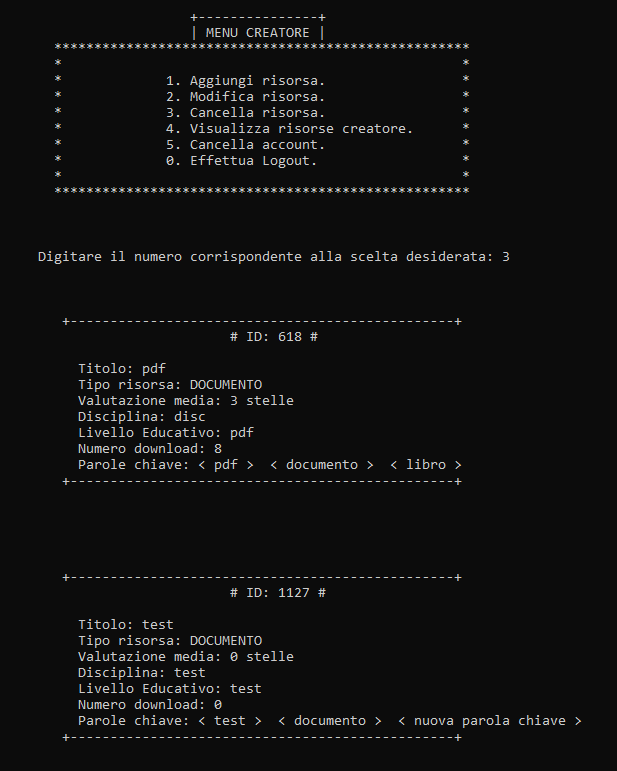 +---------------+
| MENU CREATORE |
****************************************************
* *
* 1. Aggiungi risorsa. *
* 2. Modifica risorsa. *
* 3. Cancella risorsa. *
* 4. Visualizza risorse creatore. *
* 5. Cancella account. *
* 0. Effettua Logout. *
* *
****************************************************
Digitare il numero corrispondente alla scelta desiderata: 3
+------------------------------------------------+
# ID: 618 #
Titolo: pdf
Tipo risorsa: DOCUMENTO
Valutazione media: 3 stelle
Disciplina: disc
Livello Educativo: pdf
Numero download: 8
Parole chiave: < pdf > < documento > < libro >
+------------------------------------------------+
+------------------------------------------------+
# ID: 1127 #
Titolo: test
Tipo risorsa: DOCUMENTO
Valutazione media: 0 stelle
Disciplina: test
Livello Educativo: test
Numero download: 0
Parole chiave: < test > < documento > < nuova parola chiave >
+------------------------------------------------+